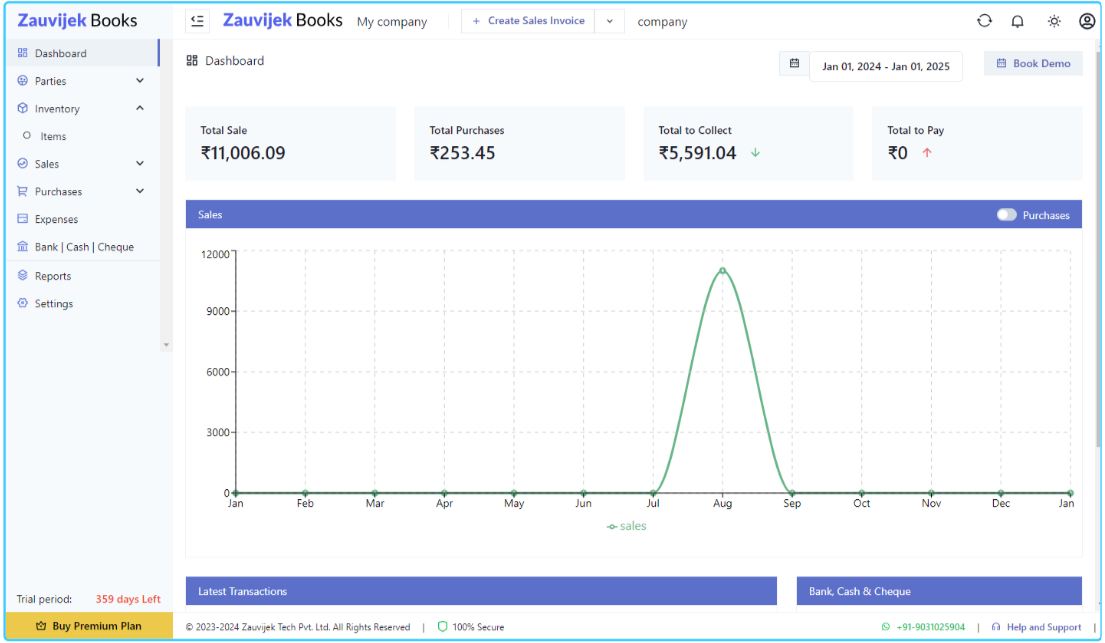 Zauvijek Books
Zauvijek Books My company + Create Sales Invoice company
Dashboard
Parties
Inventory
Items
Sales
Purchases
Expenses
Bank | Cash | Cheque
Reports
Settings
Trial period: 359 days Left
Buy Premium Plan
Dashboard
Jan 01, 2024 - Jan 01, 2025
Book Demo
Total Sale
₹11,006.09
Total Purchases
₹253.45
Total to Collect
₹5,591.04 ↓
Total to Pay
₹0 ↑
Sales Purchases
12000
9000
6000
3000
0
Jan Feb Mar Apr May Jun Jul Aug Sep Oct Nov Dec Jan
sales
Latest Transactions
Bank, Cash & Cheque
© 2023-2024 Zauvijek Tech Pvt. Ltd. All Rights Reserved | 100% Secure +91-9031025904 | Help and Support |